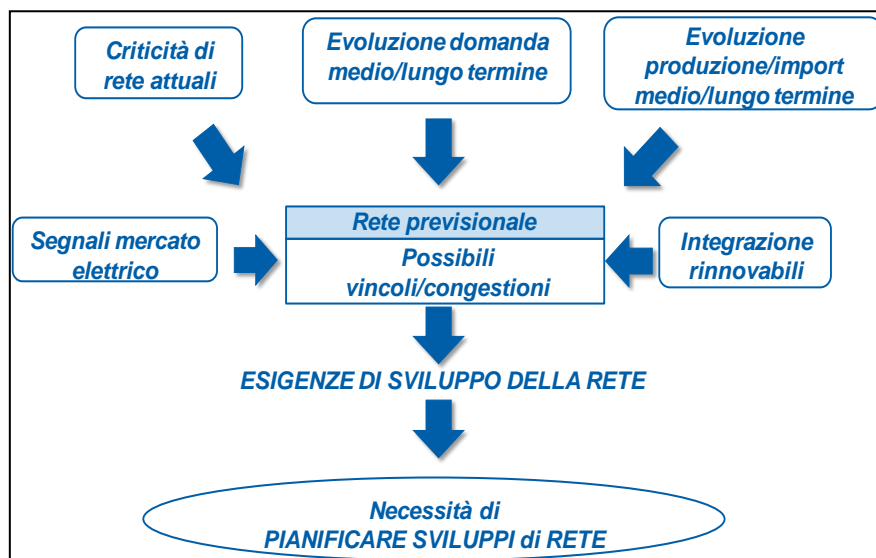 Criticità di
rete attuali
Evoluzione domanda
medio/lungo termine
Evoluzione
produzione/import
medio/lungo termine
Segnali mercato
elettrico
Rete previsionale
Possibili
vincoli/congestioni
Integrazione
rinnovabili
ESIGENZE DI SVILUPPO DELLA RETE
Necessità di
PIANIFICARE SVILUPPI di RETE